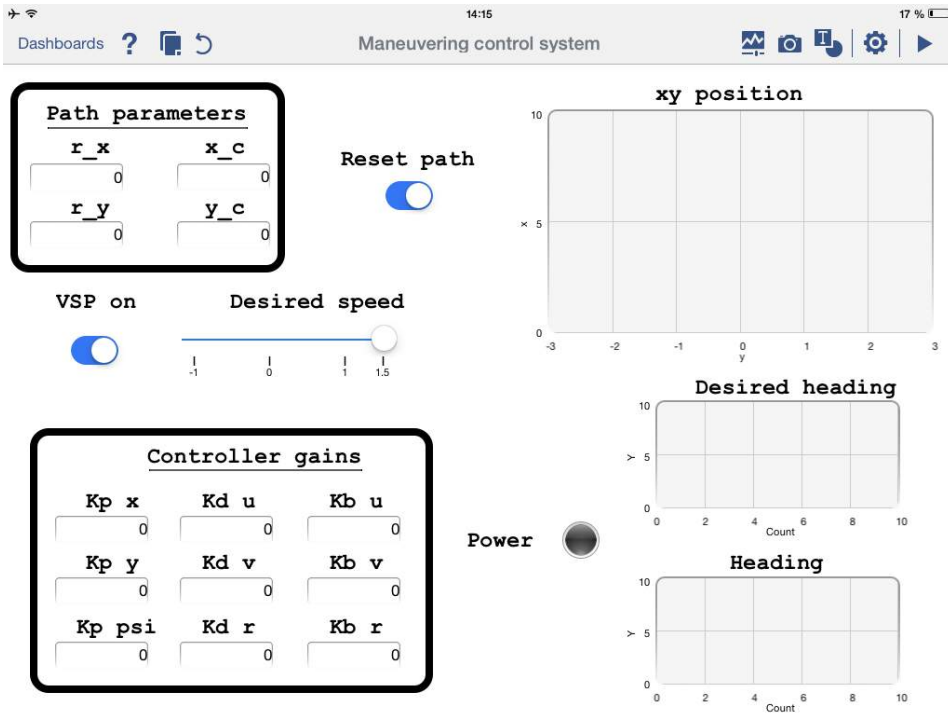 14:15
17 %
Dashboards ? Maneuvering control system
Path parameters
r_x x_c
0 0
r_y y_c
0 0
Reset path
VSP on
Desired speed
-1 0 1 1.5
xy position
10
x 5
0
-3 -2 -1 0 1 2 3
y
Controller gains
Kp x Kd u Kb u
0 0 0
Kp y Kd v Kb v
0 0 0
Kp psi Kd r Kb r
0 0 0
Power
Desired heading
10
Y 5
0
0 2 4 6 8 10
Count
Heading
10
Y 5
0
0 2 4 6 8 10
Count